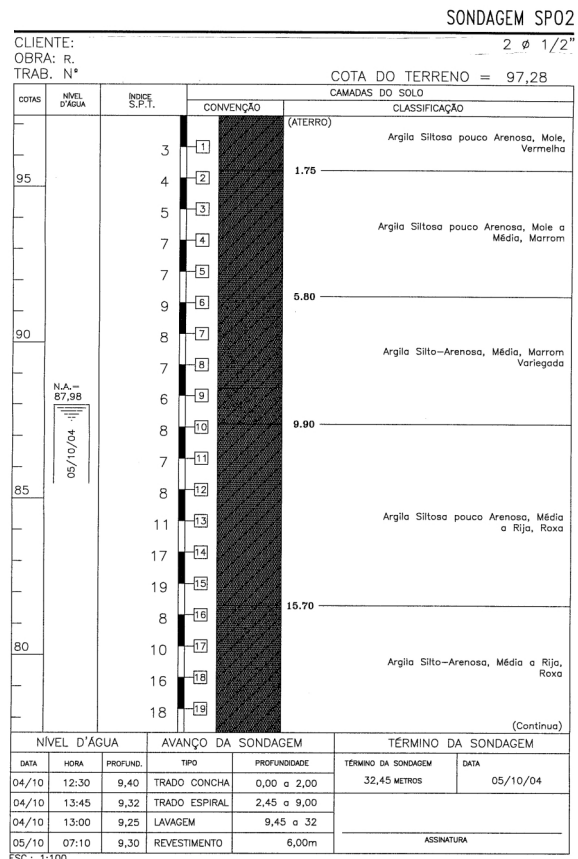 SONDAGEM SP02
CLIENTE:
2 ø 1/2"
OBRA: R.
TRAB. Nº
COTA DO TERRENO = 97,28
COTAS
NÍVEL D'ÁGUA
ÍNDICE S.P.T.
CAMADAS DO SOLO
CONVENÇÃO
CLASSIFICAÇÃO
(ATERRO)
Argila Siltosa pouco Arenosa, Mole,
Vermelha
3 1
1.75
95 4 2
5 3
Argila Siltosa pouco Arenosa, Mole a
Média, Marrom
7 4
7 5
5.80
9 6
90 8 7
Argila Silto-Arenosa, Média, Marrom
Variegada
7 8
N.A.=
87,98
6 9
05/10/04
9.90
8 10
7 11
85 8 12
11 13
Argila Siltosa pouco Arenosa, Média
a Rija, Roxa
17 14
19 15
15.70
8 16
80 10 17
Argila Silto-Arenosa, Média a Rija,
Roxa
16 18
18 19
(Continua)
NÍVEL D'ÁGUA AVANÇO DA SONDAGEM TÉRMINO DA SONDAGEM
DATA HORA PROFUND. TIPO PROFUNDIDADE TÉRMINO DA SONDAGEM DATA
04/10 12:30 9,40 TRADO CONCHA 0,00 a 2,00 32,45 METROS 05/10/04
04/10 13:45 9,32 TRADO ESPIRAL 2,45 a 9,00
04/10 13:00 9,25 LAVAGEM 9,45 a 32
05/10 07:10 9,30 REVESTIMENTO 6,00m ASSINATURA
ESC.: 1:100